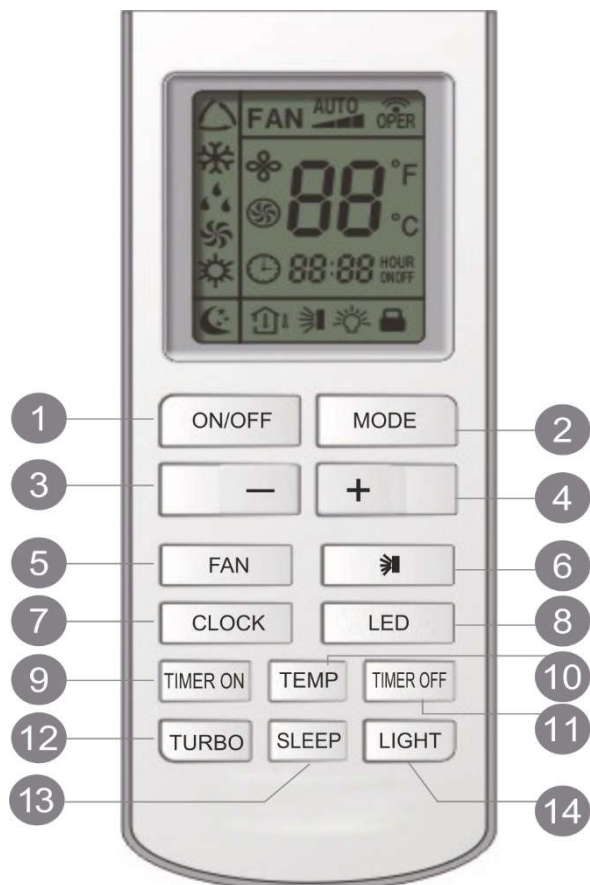 AUTO
FAN OPER
88 °F
°C
88:88 HOUR
ON OFF
1 ON/OFF MODE 2
3 − + 4
5 FAN 6
7 CLOCK LED 8
9 TIMER ON TEMP TIMER OFF 10
11
12 TURBO SLEEP LIGHT
13 14